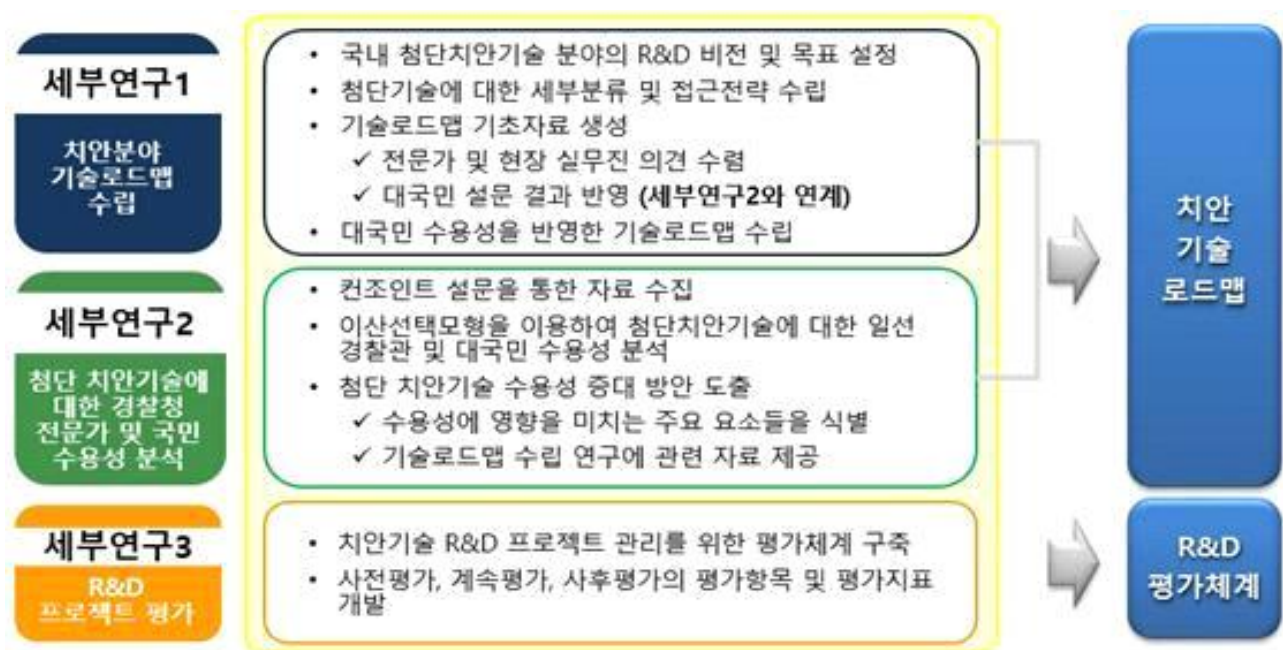 세부연구1
치안분야
기술로드맵
수립
• 국내 첨단치안기술 분야의 R&D 비전 및 목표 설정
• 첨단기술에 대한 세부분류 및 접근전략 수립
• 기술로드맵 기초자료 생성
✓ 전문가 및 현장 실무진 의견 수렴
✓ 대국민 설문 결과 반영 (세부연구2와 연계)
• 대국민 수용성을 반영한 기술로드맵 수립
세부연구2
첨단 치안기술에
대한 경찰청
전문가 및 국민
수용성 분석
• 컨조인트 설문을 통한 자료 수집
• 이산선택모형을 이용하여 첨단치안기술에 대한 일선
경찰관 및 대국민 수용성 분석
• 첨단 치안기술 수용성 증대 방안 도출
✓ 수용성에 영향을 미치는 주요 요소들을 식별
✓ 기술로드맵 수립 연구에 관련 자료 제공
치안
기술
로드맵
세부연구3
R&D
프로젝트 평가
• 치안기술 R&D 프로젝트 관리를 위한 평가체계 구축
• 사전평가, 계속평가, 사후평가의 평가항목 및 평가지표
개발
R&D
평가체계